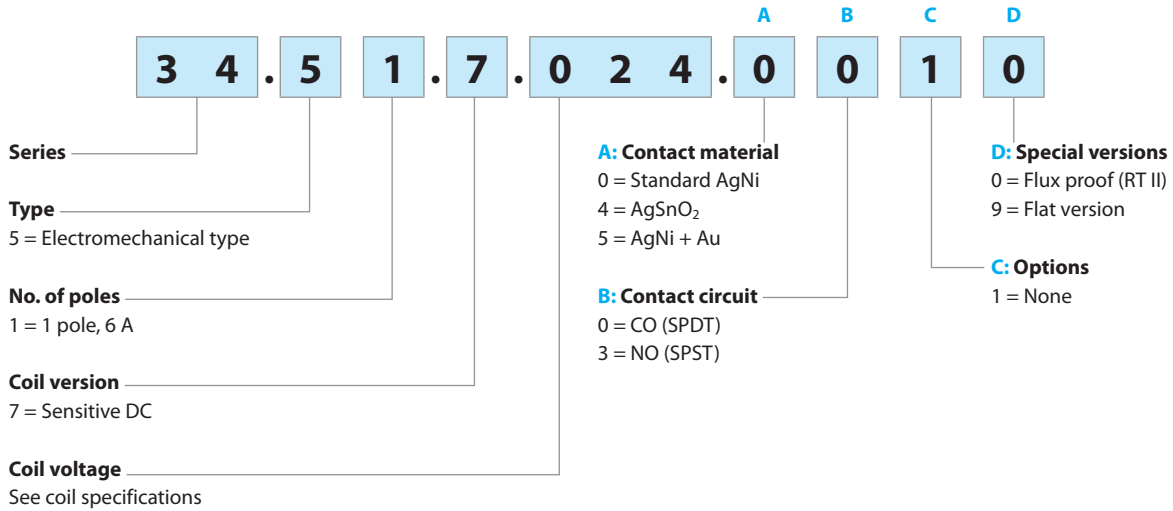 A B C D
3 4 . 5 1 . 7 . 0 2 4 . 0 0 1 0
Series
Type
5 = Electromechanical type
No. of poles
1 = 1 pole, 6 A
Coil version
7 = Sensitive DC
Coil voltage
See coil specifications
A: Contact material
0 = Standard AgNi
4 = AgSnO₂
5 = AgNi + Au
B: Contact circuit
0 = CO (SPDT)
3 = NO (SPST)
D: Special versions
0 = Flux proof (RT II)
9 = Flat version
C: Options
1 = None